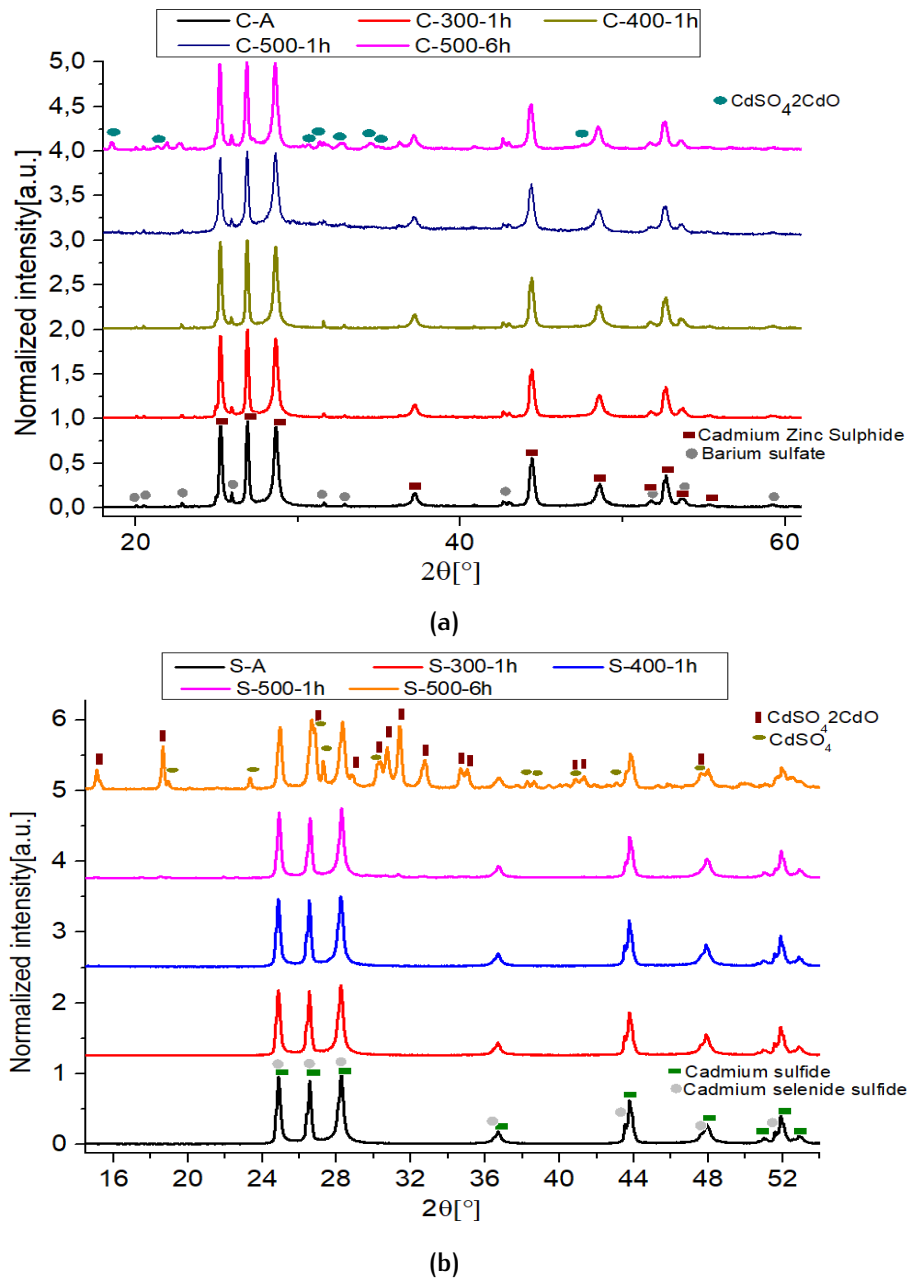 (a)
C-A C-300-1h C-400-1h
C-500-1h C-500-6h
5,0
4,5
4,0
3,5
3,0
2,5
2,0
1,5
1,0
0,5
0,0
Normalized intensity[a.u.]
CdSO₄2CdO
Cadmium Zinc Sulphide
Barium sulfate
20 40 60
2θ[°]
(a)
S-A S-300-1h S-400-1h
S-500-1h S-500-6h
6
5
4
3
2
1
0
Normalized intensity[a.u.]
CdSO₄2CdO
CdSO₄
Cadmium sulfide
Cadmium selenide sulfide
16 20 24 28 32 36 40 44 48 52
2θ[°]
(b)